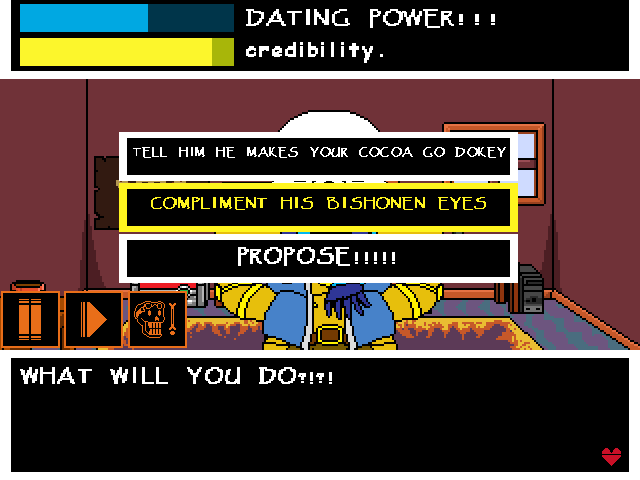 DATING POWER!!!
credibility.
TELL HIM HE MAKES YOUR COCOA GO DOKEY
COMPLIMENT HIS BISHONEN EYES
PROPOSE!!!!!
WHAT WILL YOU DO?!?!